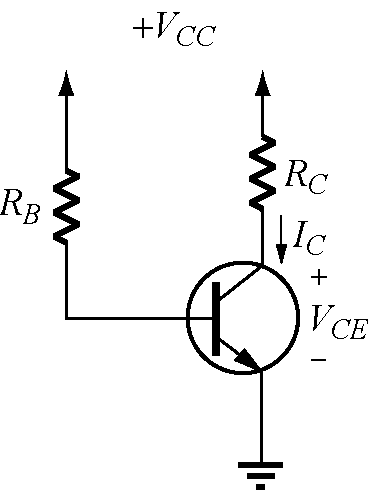 +V_CC
R_B
R_C
I_C
+
V_CE
−